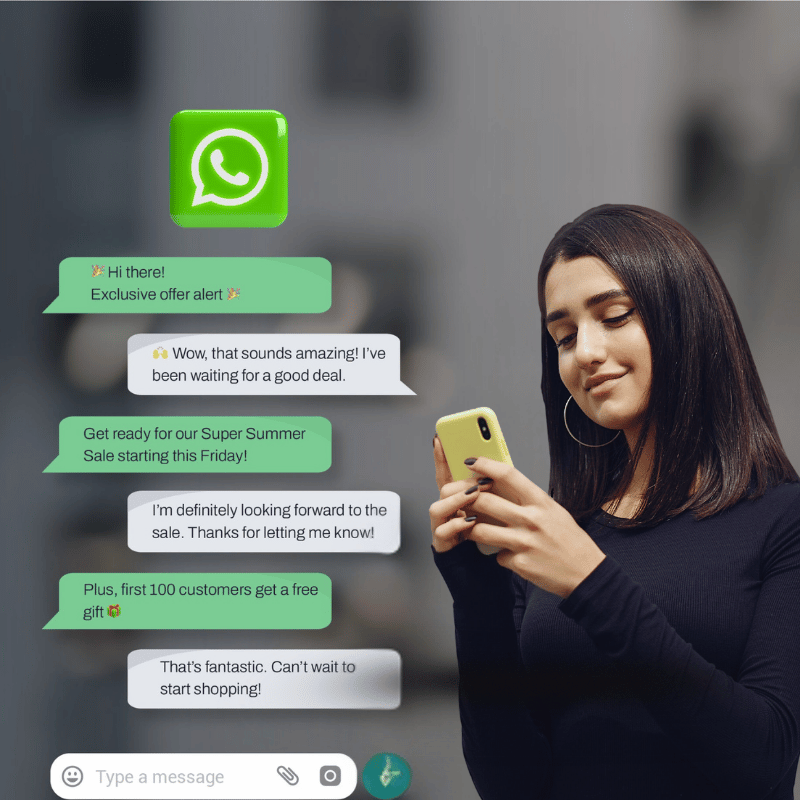 🎉 Hi there!
Exclusive offer alert 🎉
🙌 Wow, that sounds amazing! I’ve
been waiting for a good deal.
Get ready for our Super Summer
Sale starting this Friday!
I’m definitely looking forward to the
sale. Thanks for letting me know!
Plus, first 100 customers get a free
gift 🎁
That’s fantastic. Can’t wait to
start shopping!
Type a message